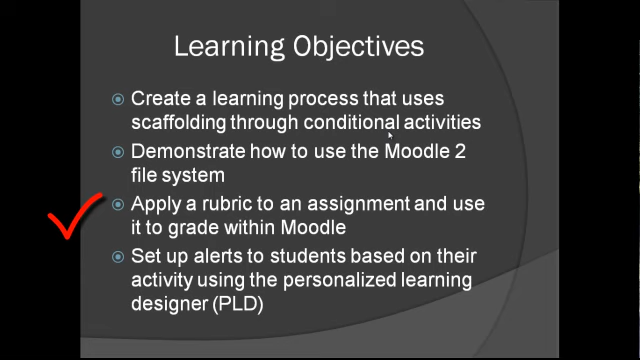 Learning Objectives
Create a learning process that uses
scaffolding through conditional activities
Demonstrate how to use the Moodle 2
file system
Apply a rubric to an assignment and use
it to grade within Moodle
Set up alerts to students based on their
activity using the personalized learning
designer (PLD)